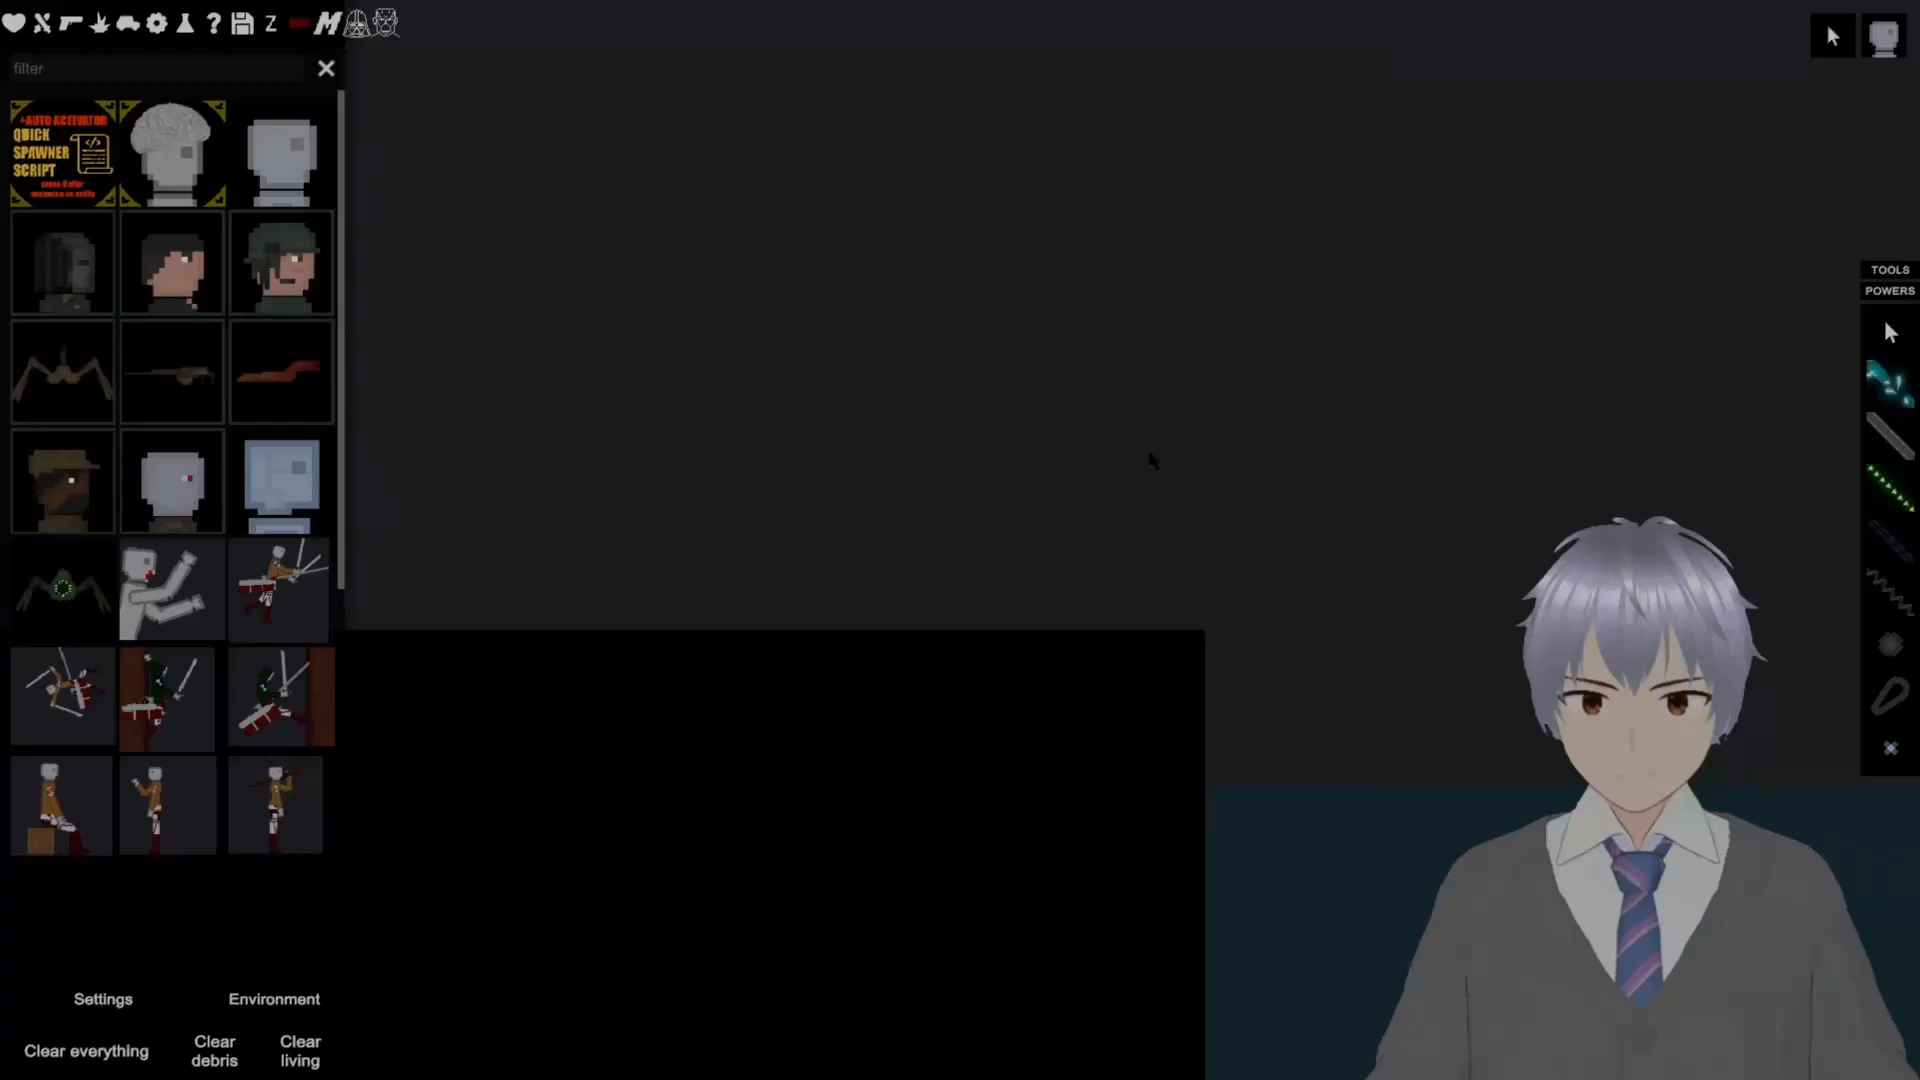 Z
filter
+AUTO ACTIVATOR
QUICK
SPAWNER
SCRIPT
TOOLS
POWERS
Settings
Environment
Clear everything
Clear
debris
Clear
living